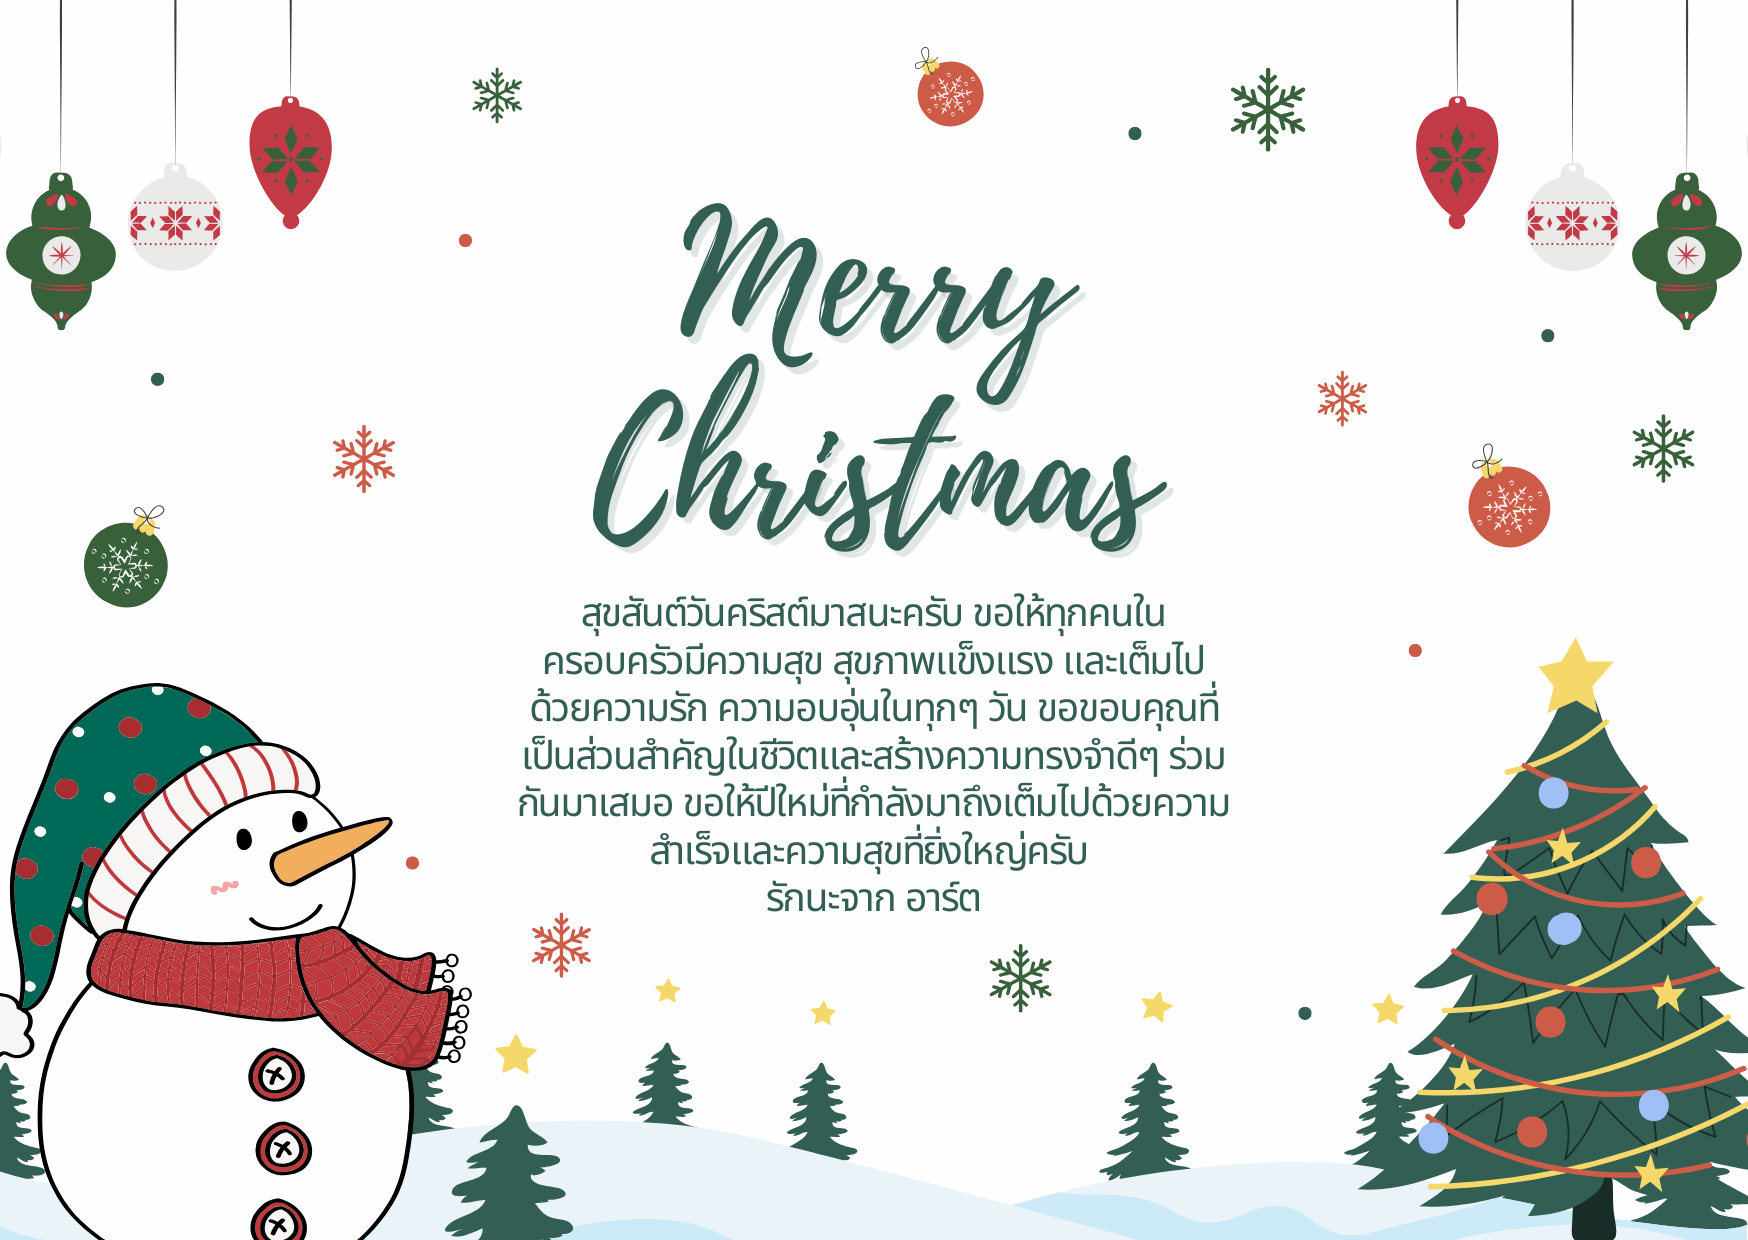 Merry
Christmas
สุขสันต์วันคริสต์มาสนะครับ ขอให้ทุกคนใน
ครอบครัวมีความสุข สุขภาพแข็งแรง และเต็มไป
ด้วยความรัก ความอบอุ่นในทุกๆ วัน ขอขอบคุณที่
เป็นส่วนสำคัญในชีวิตและสร้างความทรงจำดีๆ ร่วม
กันมาเสมอ ขอให้ปีใหม่ที่กำลังมาถึงเต็มไปด้วยความ
สำเร็จและความสุขที่ยิ่งใหญ่ครับ
รักนะจาก อาร์ต